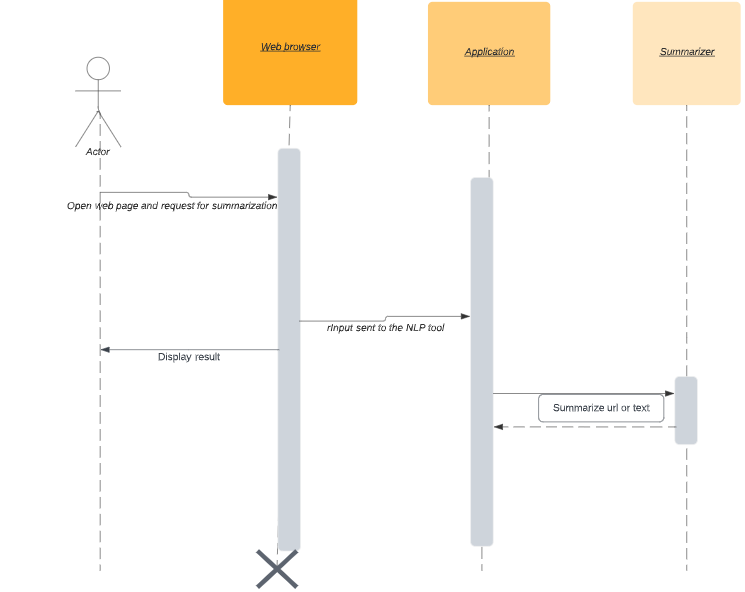 Web browser
Application
Summarizer
Actor
Open web page and request for summarization
rInput sent to the NLP tool
Display result
Summarize url or text